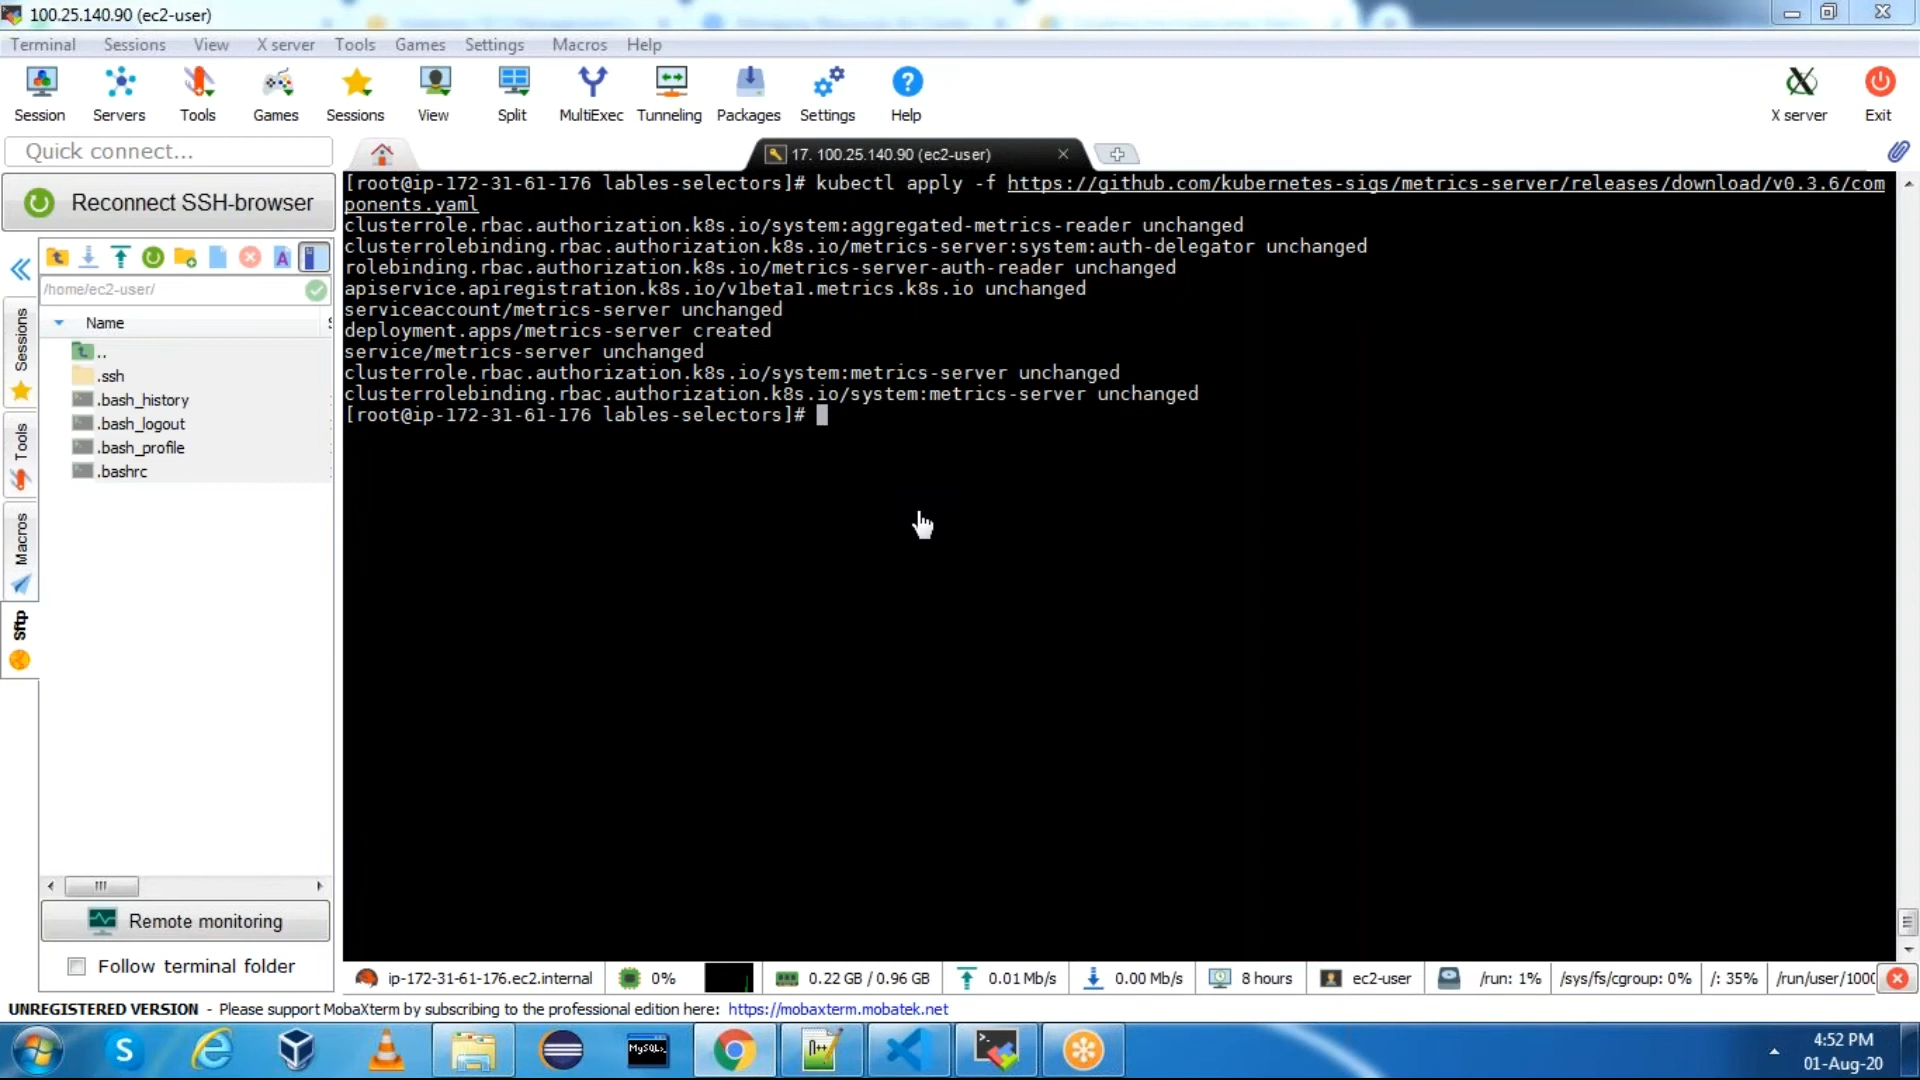 100.25.140.90 (ec2-user)
Terminal Sessions View X server Tools Games Settings Macros Help
Session Servers Tools Games Sessions View Split MultiExec Tunneling Packages Settings Help X server Exit
Quick connect...
17. 100.25.140.90 (ec2-user)
Reconnect SSH-browser
/home/ec2-user/
Name
..
.ssh
.bash_history
.bash_logout
.bash_profile
.bashrc
Sessions
Tools
Macros
Sftp
[root@ip-172-31-61-176 lables-selectors]# kubectl apply -f https://github.com/kubernetes-sigs/metrics-server/releases/download/v0.3.6/com
ponents.yaml
clusterrole.rbac.authorization.k8s.io/system:aggregated-metrics-reader unchanged
clusterrolebinding.rbac.authorization.k8s.io/metrics-server:system:auth-delegator unchanged
rolebinding.rbac.authorization.k8s.io/metrics-server-auth-reader unchanged
apiservice.apiregistration.k8s.io/v1beta1.metrics.k8s.io unchanged
serviceaccount/metrics-server unchanged
deployment.apps/metrics-server created
service/metrics-server unchanged
clusterrole.rbac.authorization.k8s.io/system:metrics-server unchanged
clusterrolebinding.rbac.authorization.k8s.io/system:metrics-server unchanged
[root@ip-172-31-61-176 lables-selectors]#
Remote monitoring
Follow terminal folder
ip-172-31-61-176.ec2.internal 0% 0.22 GB / 0.96 GB 0.01 Mb/s 0.00 Mb/s 8 hours ec2-user /run: 1% /sys/fs/cgroup: 0% /: 35% /run/user/1000
UNREGISTERED VERSION - Please support MobaXterm by subscribing to the professional edition here: https://mobaxterm.mobatek.net
MySQL
4:52 PM
01-Aug-20